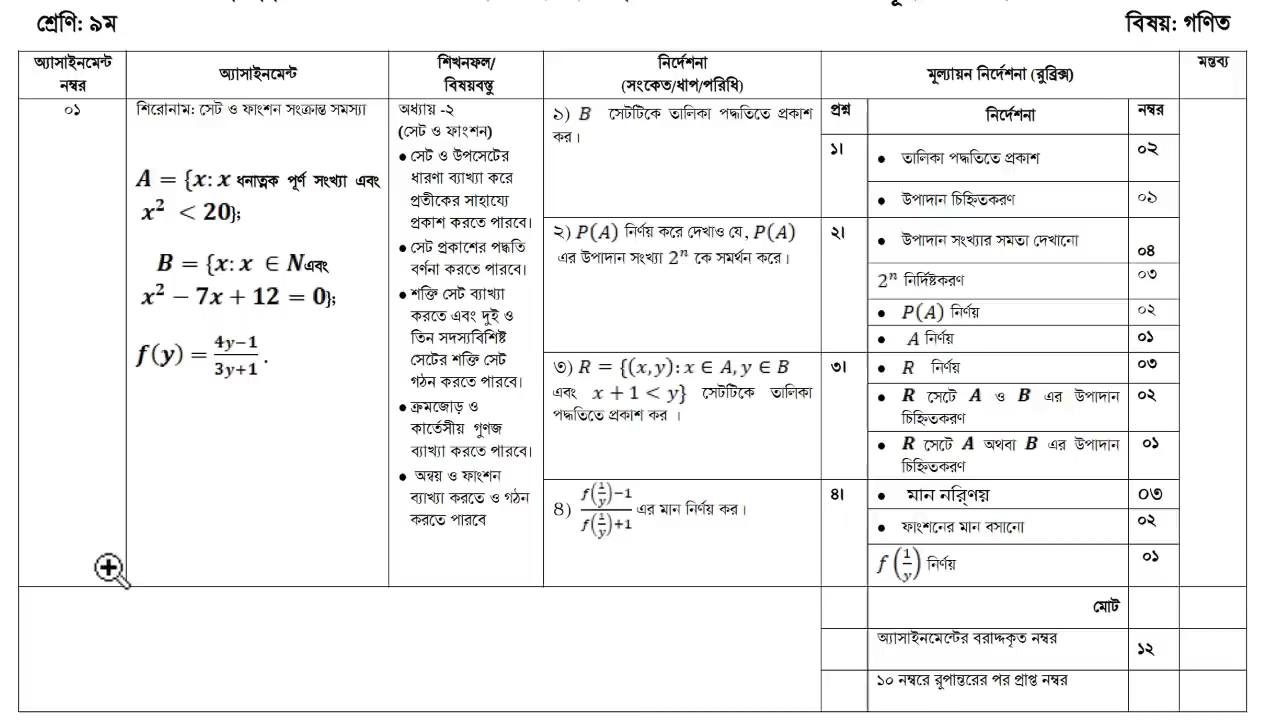 শ্রেণি: ৯ম
বিষয়: গণিত
অ্যাসাইনমেন্ট
নম্বর
অ্যাসাইনমেন্ট
শিখনফল/
বিষয়বস্তু
নির্দেশনা
(সংকেত/ধাপ/পরিধি)
মূল্যায়ন নির্দেশনা (রুব্রিক্স)
মন্তব্য
০১
শিরোনাম: সেট ও ফাংশন সংক্রান্ত সমস্যা
A = {x: x ধনাত্নক পূর্ণ সংখ্যা এবং
x² < 20};
B = {x: x ∈ N এবং
x² − 7x + 12 = 0};
f(y) = (4y−1)/(3y+1) .
অধ্যায় -২
(সেট ও ফাংশন)
● সেট ও উপসেটের
ধারণা ব্যাখ্যা করে
প্রতীকের সাহায্যে
প্রকাশ করতে পারবে।
● সেট প্রকাশের পদ্ধতি
বর্ণনা করতে পারবে।
● শক্তি সেট ব্যাখ্যা
করতে এবং দুই ও
তিন সদস্যবিশিষ্ট
সেটের শক্তি সেট
গঠন করতে পারবে।
● ক্রমজোড় ও
কার্তেসীয় গুণজ
ব্যাখ্যা করতে পারবে।
● অন্বয় ও ফাংশন
ব্যাখ্যা করতে ও গঠন
করতে পারবে
১) B সেটটিকে তালিকা পদ্ধতিতে প্রকাশ
কর।
২) P(A) নির্ণয় করে দেখাও যে, P(A)
এর উপাদান সংখ্যা 2ⁿ কে সমর্থন করে।
৩) R = {(x, y): x ∈ A, y ∈ B
এবং x + 1 < y} সেটটিকে তালিকা
পদ্ধতিতে প্রকাশ কর ।
8) (f(1/y)−1)/(f(1/y)+1) এর মান নির্ণয় কর।
প্রশ্ন
নির্দেশনা
নম্বর
১।
● তালিকা পদ্ধতিতে প্রকাশ
০২
● উপাদান চিহ্নিতকরণ
০১
২।
● উপাদান সংখ্যার সমতা দেখানো
০৪
2ⁿ নির্দিষ্টকরণ
০৩
● P(A) নির্ণয়
০২
● A নির্ণয়
০১
৩।
● R নির্ণয়
০৩
● R সেটে A ও B এর উপাদান
চিহ্নিতকরণ
০২
● R সেটে A অথবা B এর উপাদান
চিহ্নিতকরণ
০১
৪।
● মান নর্ণিয়
০৩
● ফাংশনের মান বসানো
০২
f(1/y) নির্ণয়
০১
মোট
অ্যাসাইনমেন্টের বরাদ্দকৃত নম্বর
১২
১০ নম্বরে রুপান্তরের পর প্রাপ্ত নম্বর